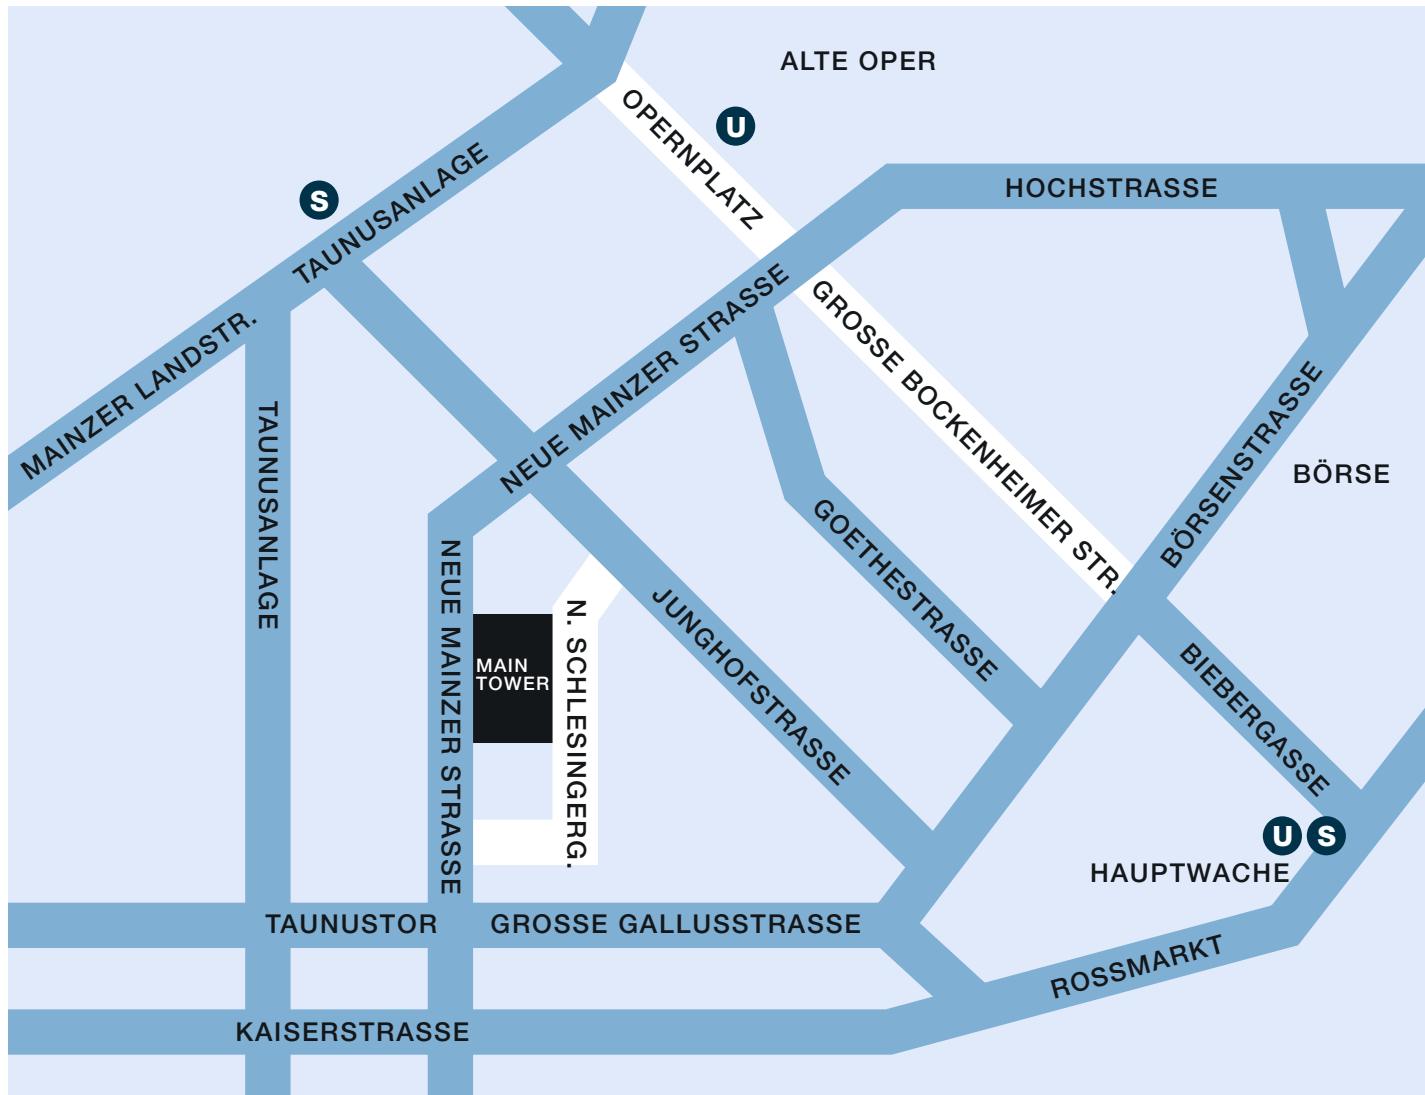 ALTE OPER
U
OPERNPLATZ
S
TAUNUSANLAGE
HOCHSTRASSE
MAINZER LANDSTR.
NEUE MAINZER STRASSE
GROSSE BOCKENHEIMER STR.
TAUNUSANLAGE
BÖRSENSTRASSE
BÖRSE
GOETHESTRASSE
NEUE MAINZER STRASSE
MAIN
TOWER
N. SCHLESINGERG.
JUNGHOFSTRASSE
BIEBERGASSE
U S
HAUPTWACHE
TAUNUSTOR
GROSSE GALLUSSTRASSE
ROSSMARKT
KAISERSTRASSE